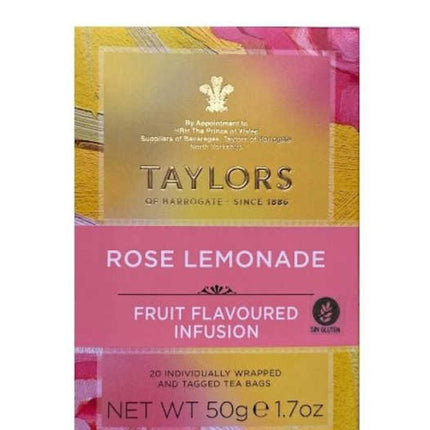 By Appointment to
HRH The Prince of Wales
Suppliers of Beverages, Taylors of Harrogate
North Yorkshire
TAYLORS
OF HARROGATE · SINCE 1886
ROSE LEMONADE
FRUIT FLAVOURED
INFUSION
SIN GLUTEN
20 INDIVIDUALLY WRAPPED
AND TAGGED TEA BAGS
NET WT 50g e 1.7oz